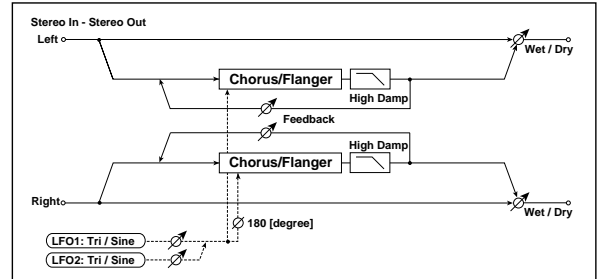 Stereo In - Stereo Out
Left
Wet / Dry
Chorus/Flanger
High Damp
Feedback
High Damp
Chorus/Flanger
Right
Wet / Dry
180 [degree]
LFO1: Tri / Sine
LFO2: Tri / Sine